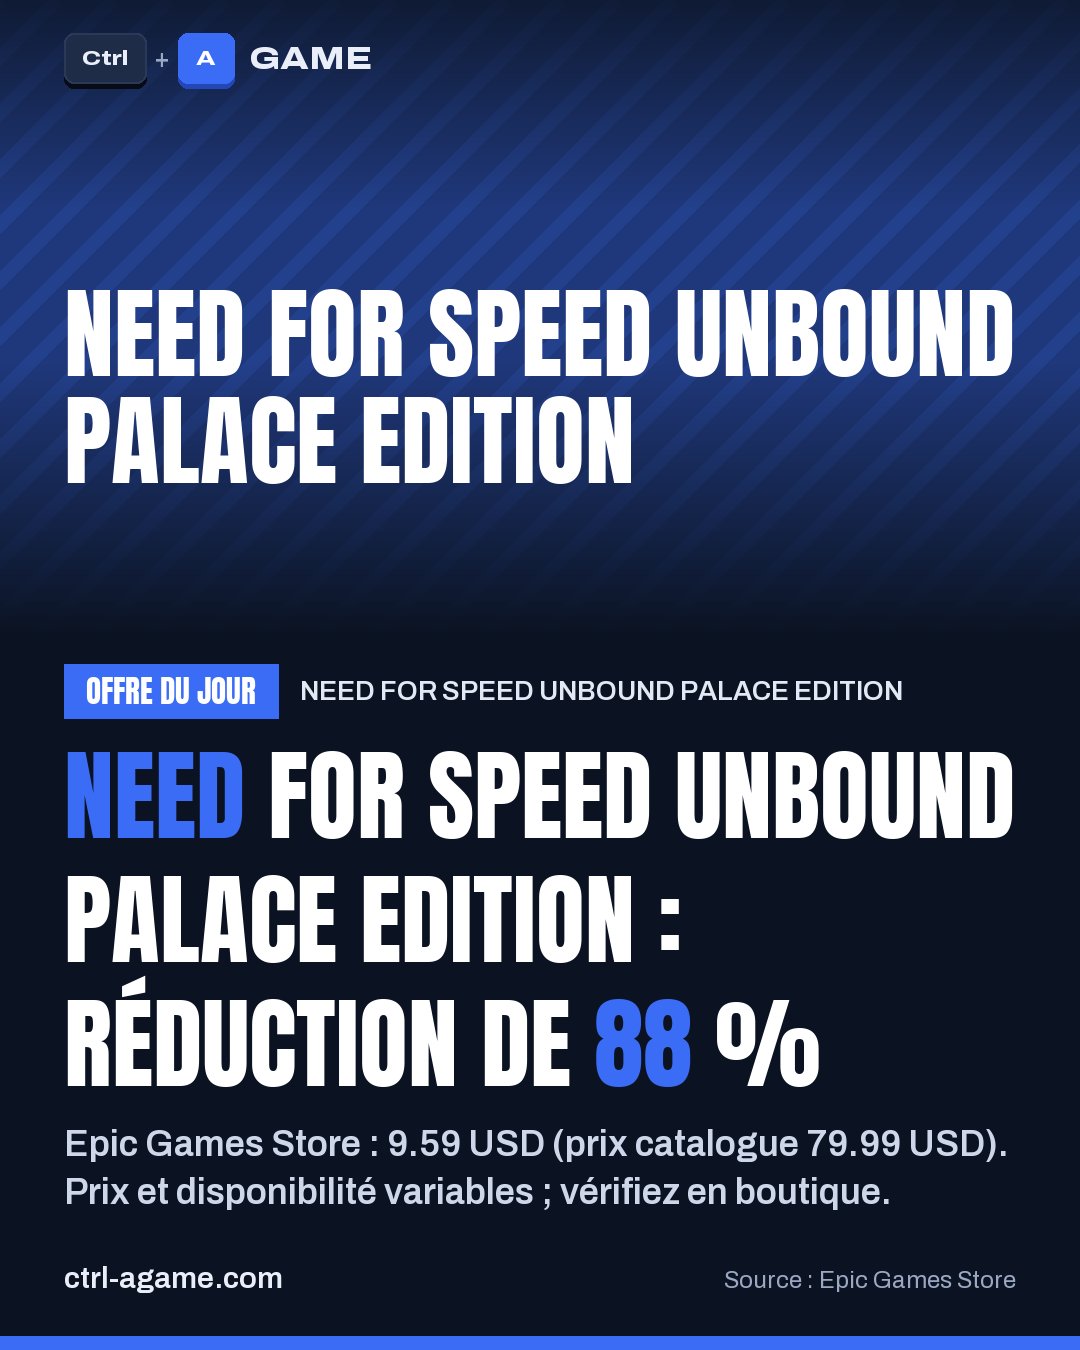 Ctrl + A GAME
NEED FOR SPEED UNBOUND
PALACE EDITION
OFFRE DU JOUR NEED FOR SPEED UNBOUND PALACE EDITION
NEED FOR SPEED UNBOUND
PALACE EDITION :
RÉDUCTION DE 88 %
Epic Games Store : 9.59 USD (prix catalogue 79.99 USD).
Prix et disponibilité variables ; vérifiez en boutique.
ctrl-agame.com Source : Epic Games Store